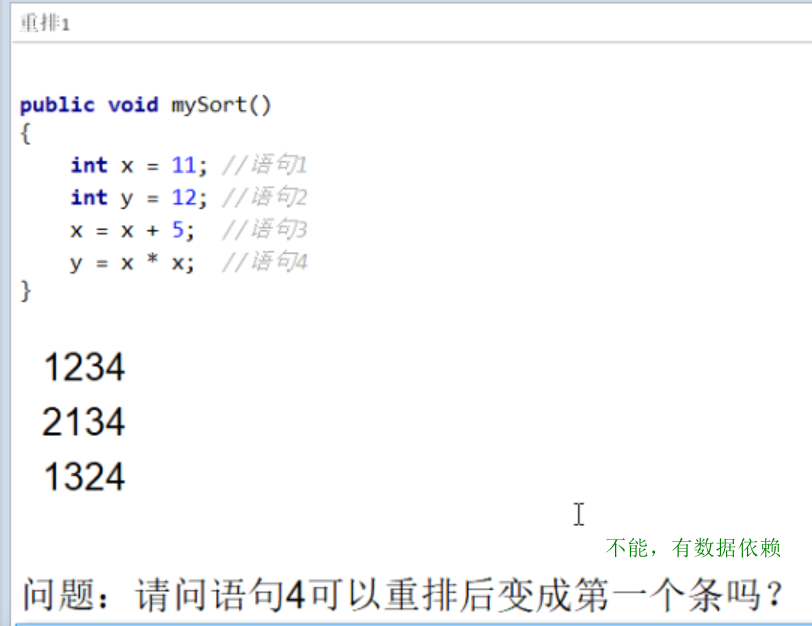 重排1
public void mySort()
{
int x = 11; //语句1
int y = 12; //语句2
x = x + 5; //语句3
y = x * x; //语句4
}
1234
2134
1324
不能，有数据依赖
问题：请问语句4可以重排后变成第一个条吗？